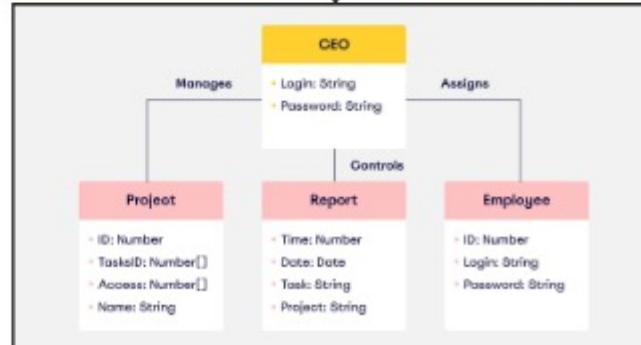 CEO
Manages
• Login: String
• Password: String
Assigns
Controls
Project
• ID: Number
• TasksID: Number[]
• Access: Number[]
• Name: String
Report
• Time: Number
• Date: Date
• Task: String
• Project: String
Employee
• ID: Number
• Login: String
• Password: String